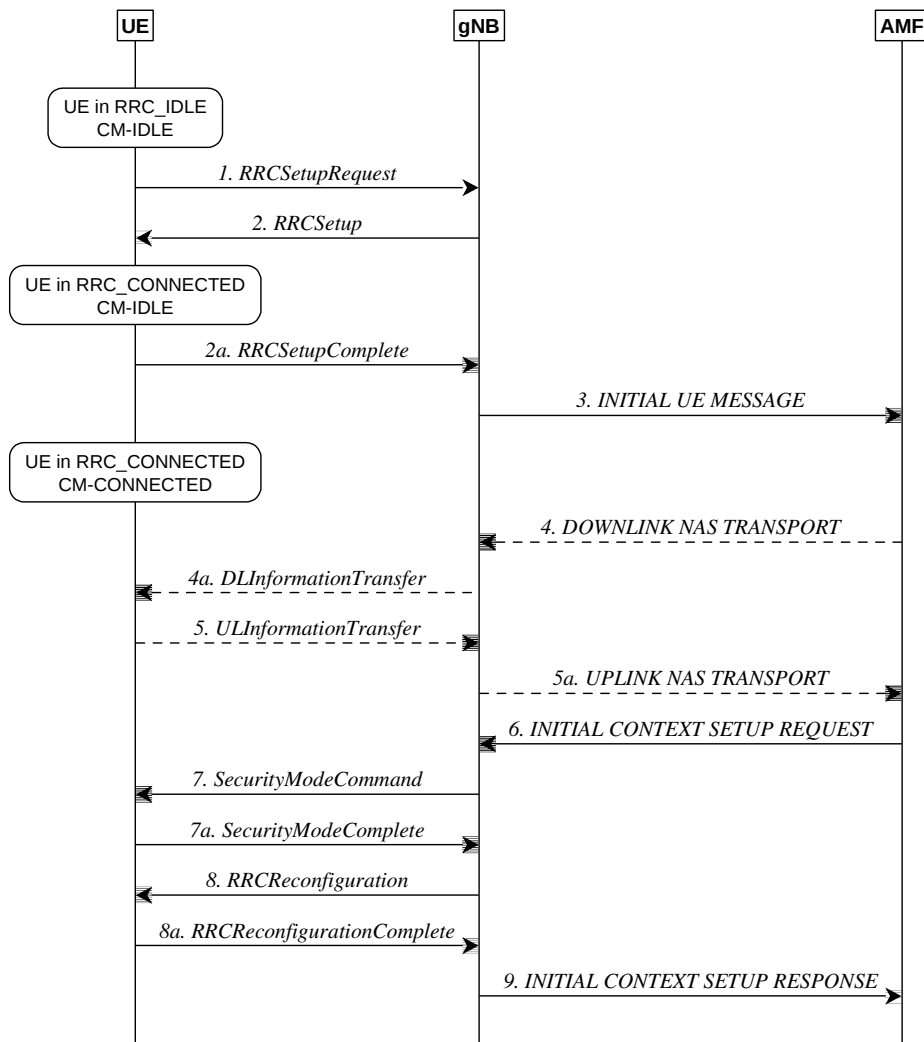 UE
gNB
AMF
UE in RRC_IDLE
CM-IDLE
1. RRCSetupRequest
2. RRCSetup
UE in RRC_CONNECTED
CM-IDLE
2a. RRCSetupComplete
3. INITIAL UE MESSAGE
UE in RRC_CONNECTED
CM-CONNECTED
4. DOWNLINK NAS TRANSPORT
4a. DLInformationTransfer
5. ULInformationTransfer
5a. UPLINK NAS TRANSPORT
6. INITIAL CONTEXT SETUP REQUEST
7. SecurityModeCommand
7a. SecurityModeComplete
8. RRCReconfiguration
8a. RRCReconfigurationComplete
9. INITIAL CONTEXT SETUP RESPONSE